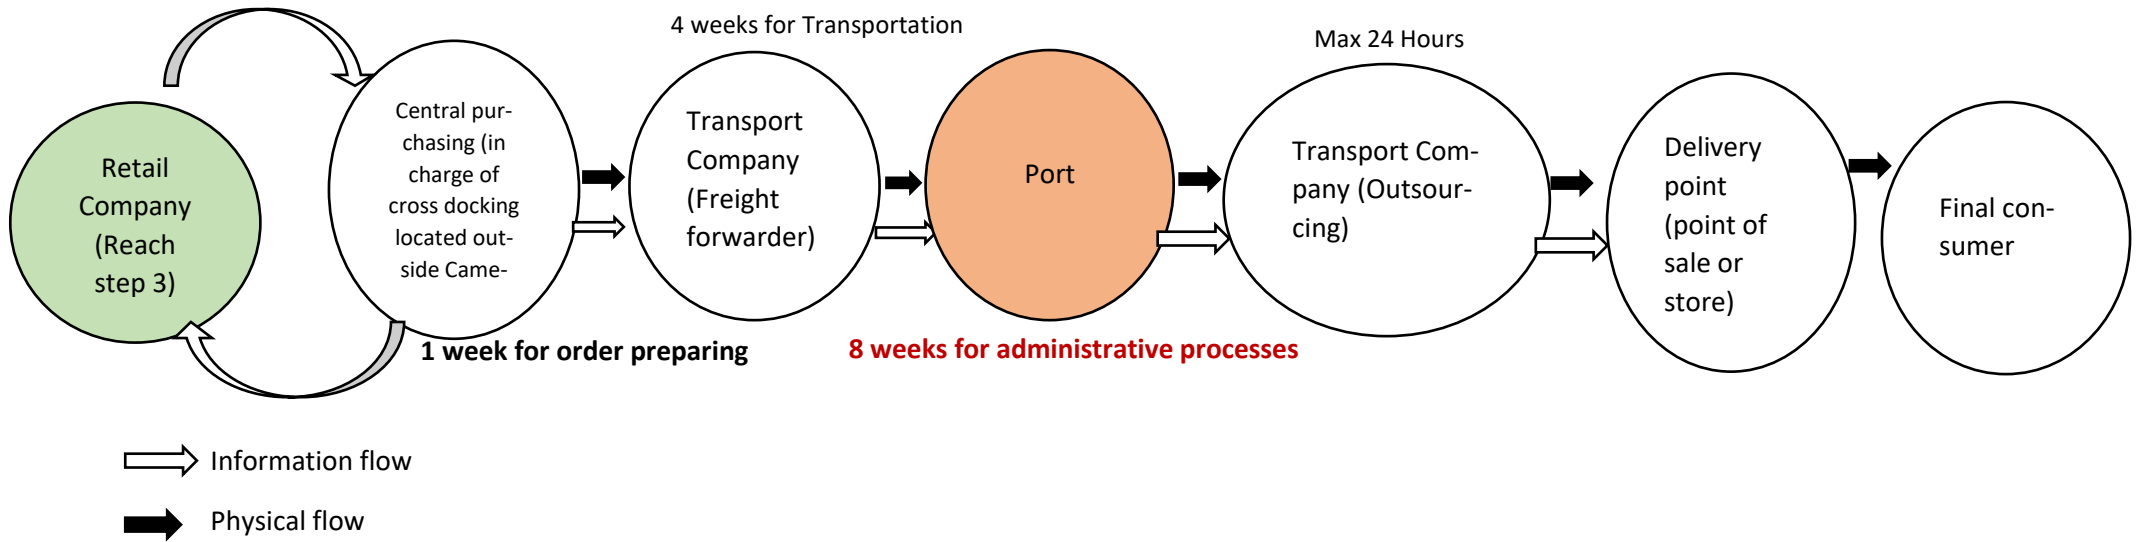 4 weeks for Transportation
Max 24 Hours
Retail
Company
(Reach
step 3)
Central pur-
chasing (in
charge of
cross docking
located out-
side Came-
Transport
Company
(Freight
forwarder)
Port
Transport Com-
pany (Outsour-
cing)
Delivery
point
(point of
sale or
store)
Final con-
sumer
1 week for order preparing
8 weeks for administrative processes
Information flow
Physical flow